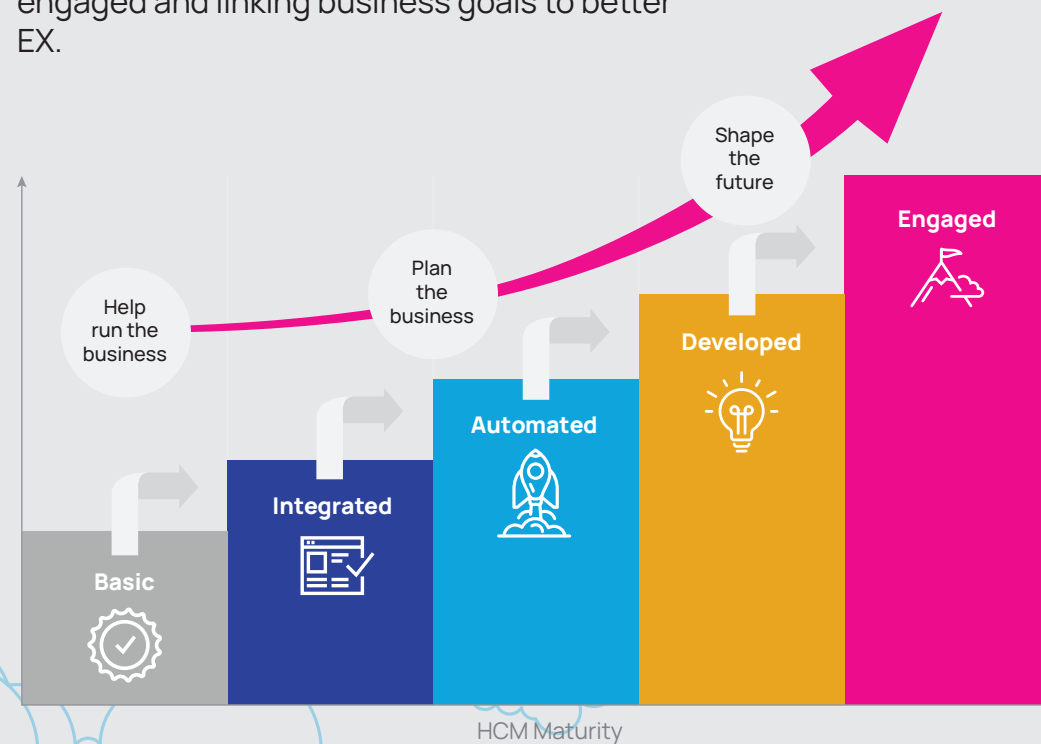 engaged and linking business goals to better
EX.
Shape
the
future
Engaged
Plan
the
business
Help
run the
business
Developed
Automated
Integrated
Basic
HCM Maturity